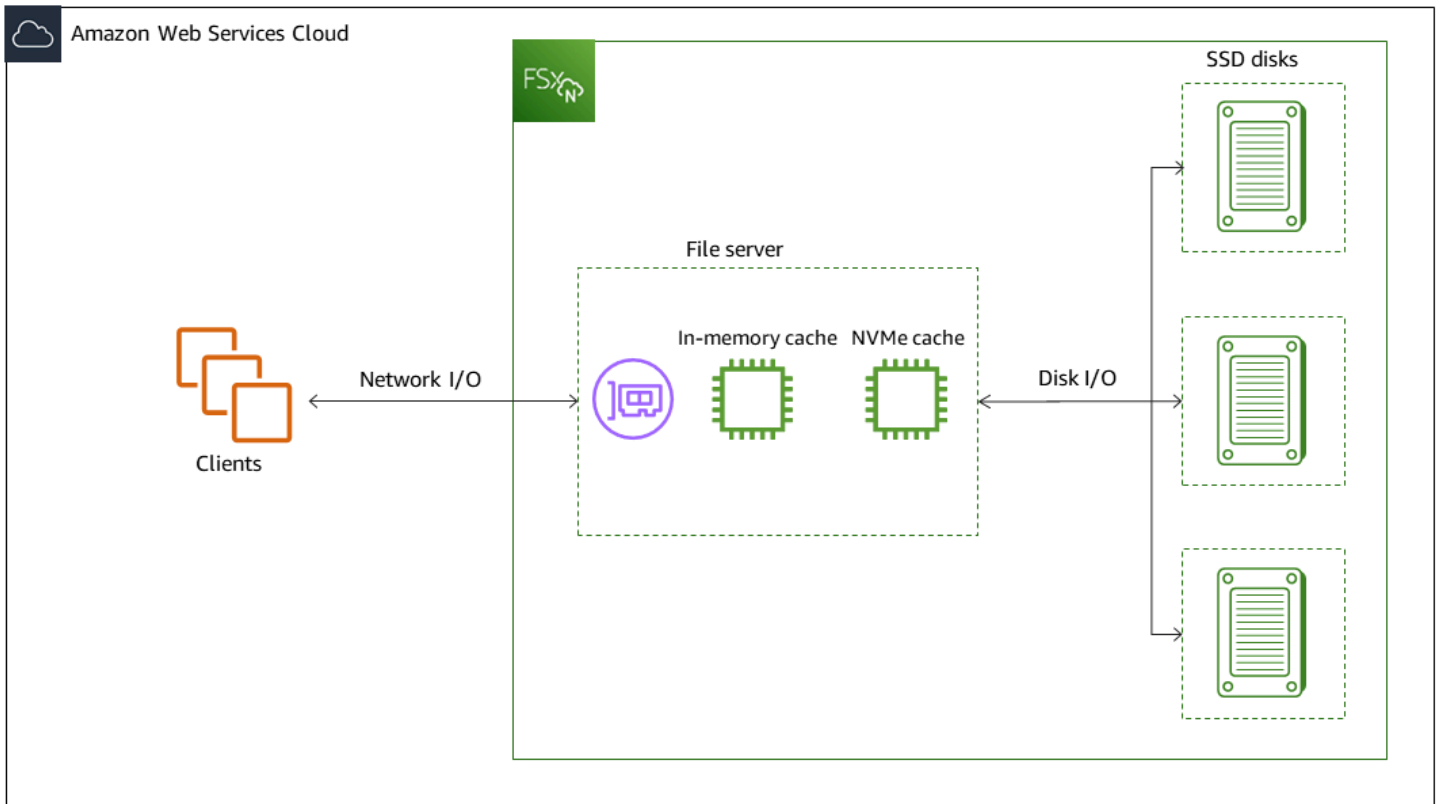 Amazon Web Services Cloud
SSD disks
FSx
N
File server
In-memory cache NVMe cache
Network I/O
Disk I/O
Clients